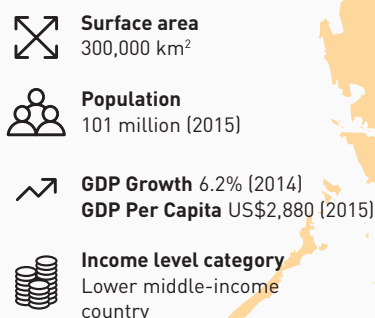 Surface area
300,000 km²
Population
101 million (2015)
GDP Growth 6.2% (2014)
GDP Per Capita US$2,880 (2015)
Income level category
Lower middle-income
country